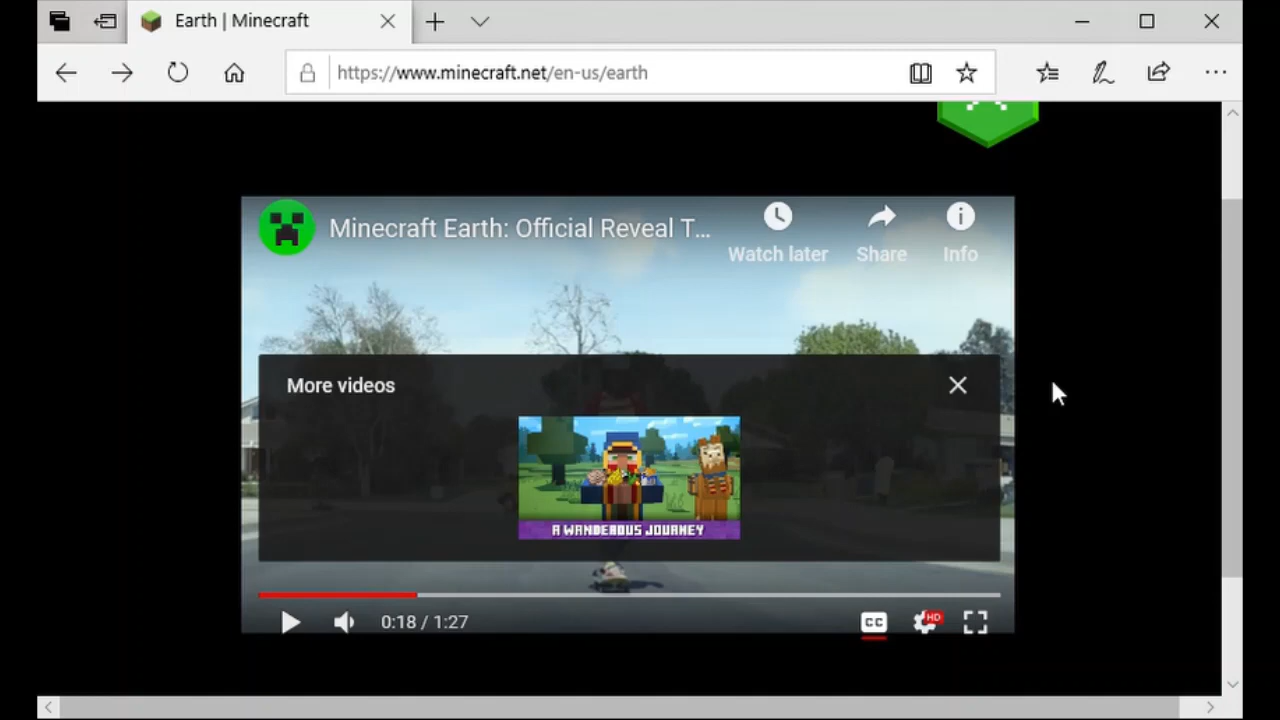 Earth | Minecraft
https://www.minecraft.net/en-us/earth
Minecraft Earth: Official Reveal T...
Watch later
Share
Info
More videos
A WANDEROUS JOURNEY
0:18 / 1:27
CC
HD